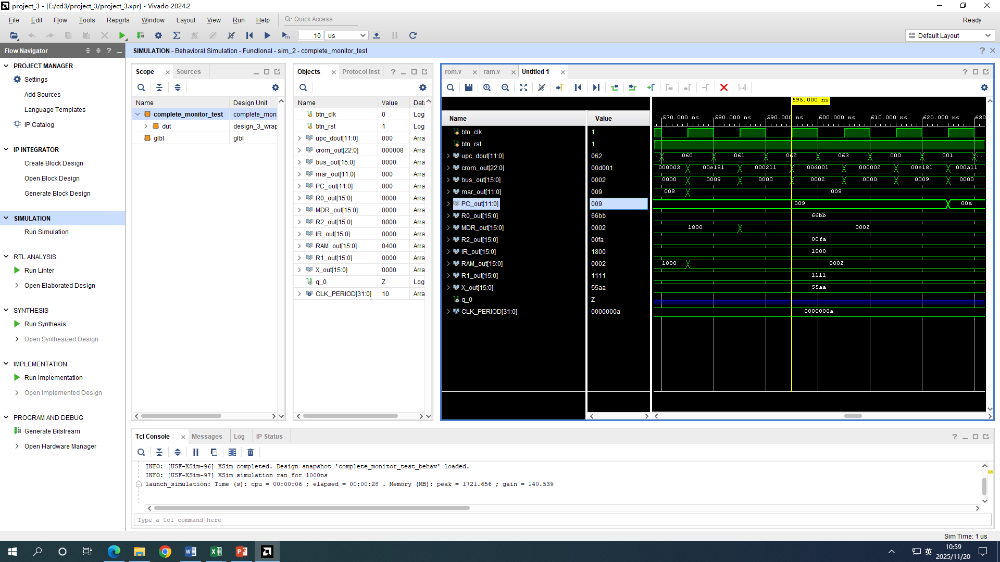 project_3 - [E:/cd3/project_3/project_3.xpr] - Vivado 2024.2
File Edit Flow Tools Reports Window Layout View Run Help Quick Access
Ready
10 us
Default Layout
Flow Navigator
SIMULATION - Behavioral Simulation - Functional - sim_2 - complete_monitor_test
PROJECT MANAGER
Settings
Add Sources
Language Templates
IP Catalog
IP INTEGRATOR
Create Block Design
Open Block Design
Generate Block Design
SIMULATION
Run Simulation
RTL ANALYSIS
Run Linter
Open Elaborated Design
SYNTHESIS
Run Synthesis
Open Synthesized Design
IMPLEMENTATION
Run Implementation
Open Implemented Design
PROGRAM AND DEBUG
Generate Bitstream
Open Hardware Manager
Scope Sources
Name Design Unit
complete_monitor_test complete_mon
dut design_3_wrap
glbl glbl
Objects Protocol Inst
Name Value Dat
btn_clk 0 Log
btn_rst 1 Log
upc_dout[11:0] 000 Arra
crom_out[22:0] 000008 Arra
bus_out[15:0] 0000 Arra
mar_out[11:0] 000 Arra
PC_out[11:0] 000 Arra
R0_out[15:0] 0000 Arra
MDR_out[15:0] 0000 Arra
R2_out[15:0] 0000 Arra
IR_out[15:0] 0000 Arra
RAM_out[15:0] 0400 Arra
R1_out[15:0] 0000 Arra
X_out[15:0] 0000 Arra
q_0 Z Log
CLK_PERIOD[31:0] 10 Arra
rom.v ram.v Untitled 1
595.000 ns
Name Value
570.000 ns 580.000 ns 590.000 ns 600.000 ns 610.000 ns 620.000 ns 630
btn_clk 1
btn_rst 1
upc_dout[11:0] 062 060 061 062 063 000 001
crom_out[22:0] 00d001 000003 00e181 000211 00d001 000002 00e181 000a11
bus_out[15:0] 0002 0000 0009 0000 0002 0000 0009 0000
mar_out[11:0] 009 008 009
PC_out[11:0] 009 009 00a
R0_out[15:0] 66bb 66bb
MDR_out[15:0] 0002 1800 0002
R2_out[15:0] 00fa 00fa
IR_out[15:0] 1800 1800
RAM_out[15:0] 0002 1800 0002
R1_out[15:0] 1111 1111
X_out[15:0] 55aa 55aa
q_0 Z
CLK_PERIOD[31:0] 0000000a 0000000a
Tcl Console Messages Log IP Status
INFO: [USF-XSim-96] XSim completed. Design snapshot 'complete_monitor_test_behav' loaded.
INFO: [USF-XSim-97] XSim simulation ran for 1000ns
launch_simulation: Time (s): cpu = 00:00:06 ; elapsed = 00:00:28 . Memory (MB): peak = 1721.656 ; gain = 140.539
Type a Tcl command here
Sim Time: 1 us
英
10:59
2025/11/20